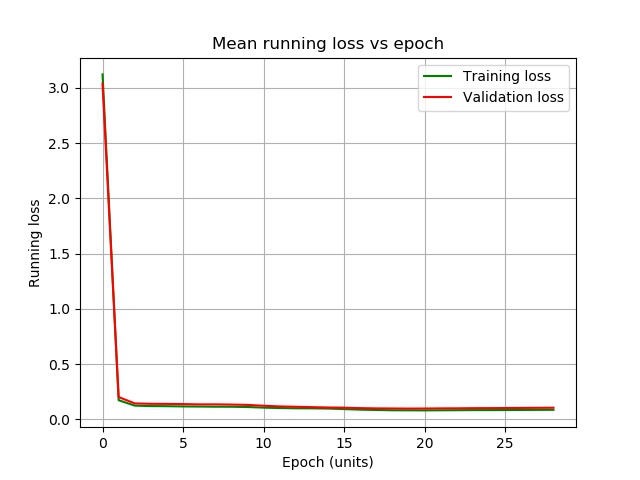 Mean running loss vs epoch
Training loss
Validation loss
3.0
2.5
2.0
1.5
1.0
0.5
0.0
Running loss
0 5 10 15 20 25
Epoch (units)